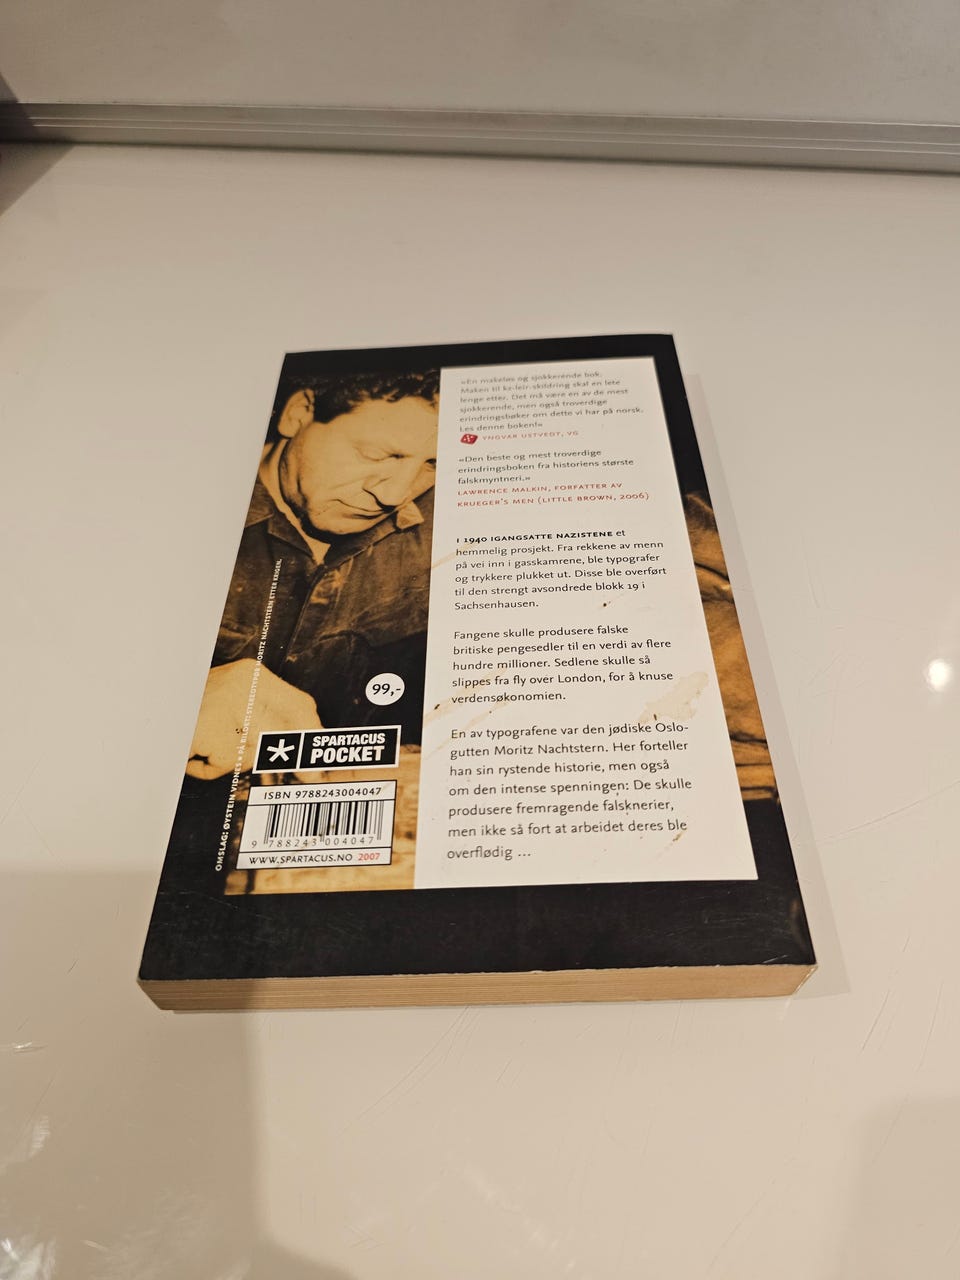 «En makeløs og sjokkerende bok.
Maken til kz-leir-skildring skal en lete
lenge etter. Det må være en av de mest
sjokkerende, men også troverdige
erindringsbøker om dette vi har på norsk.
Les denne boken!»
YNGVAR USTVEDT, VG
«Den beste og mest troverdige
erindringsboken fra historiens største
falskmyntneri.»
LAWRENCE MALKIN, FORFATTER AV
KRUEGER'S MEN (LITTLE BROWN, 2006)
I 1940 IGANGSATTE NAZISTENE et
hemmelig prosjekt. Fra rekkene av menn
på vei inn i gasskamrene, ble typografer
og trykkere plukket ut. Disse ble overført
til den strengt avsondrede blokk 19 i
Sachsenhausen.
Fangene skulle produsere falske
britiske pengesedler til en verdi av flere
hundre millioner. Sedlene skulle så
slippes fra fly over London, for å knuse
verdensøkonomien.
En av typografene var den jødiske Oslo-
gutten Moritz Nachtstern. Her forteller
han sin rystende historie, men også
om den intense spenningen: De skulle
produsere fremragende falsknerier,
men ikke så fort at arbeidet deres ble
overflødig ...
99,-
SPARTACUS
POCKET
ISBN 9788243004047
9 788243 004047
WWW.SPARTACUS.NO 2007
OMSLAG: ØYSTEIN VIDNES • PÅ BILDET: STEREOTYPØR MORITZ NACHTSTERN ETTER KRIGEN.